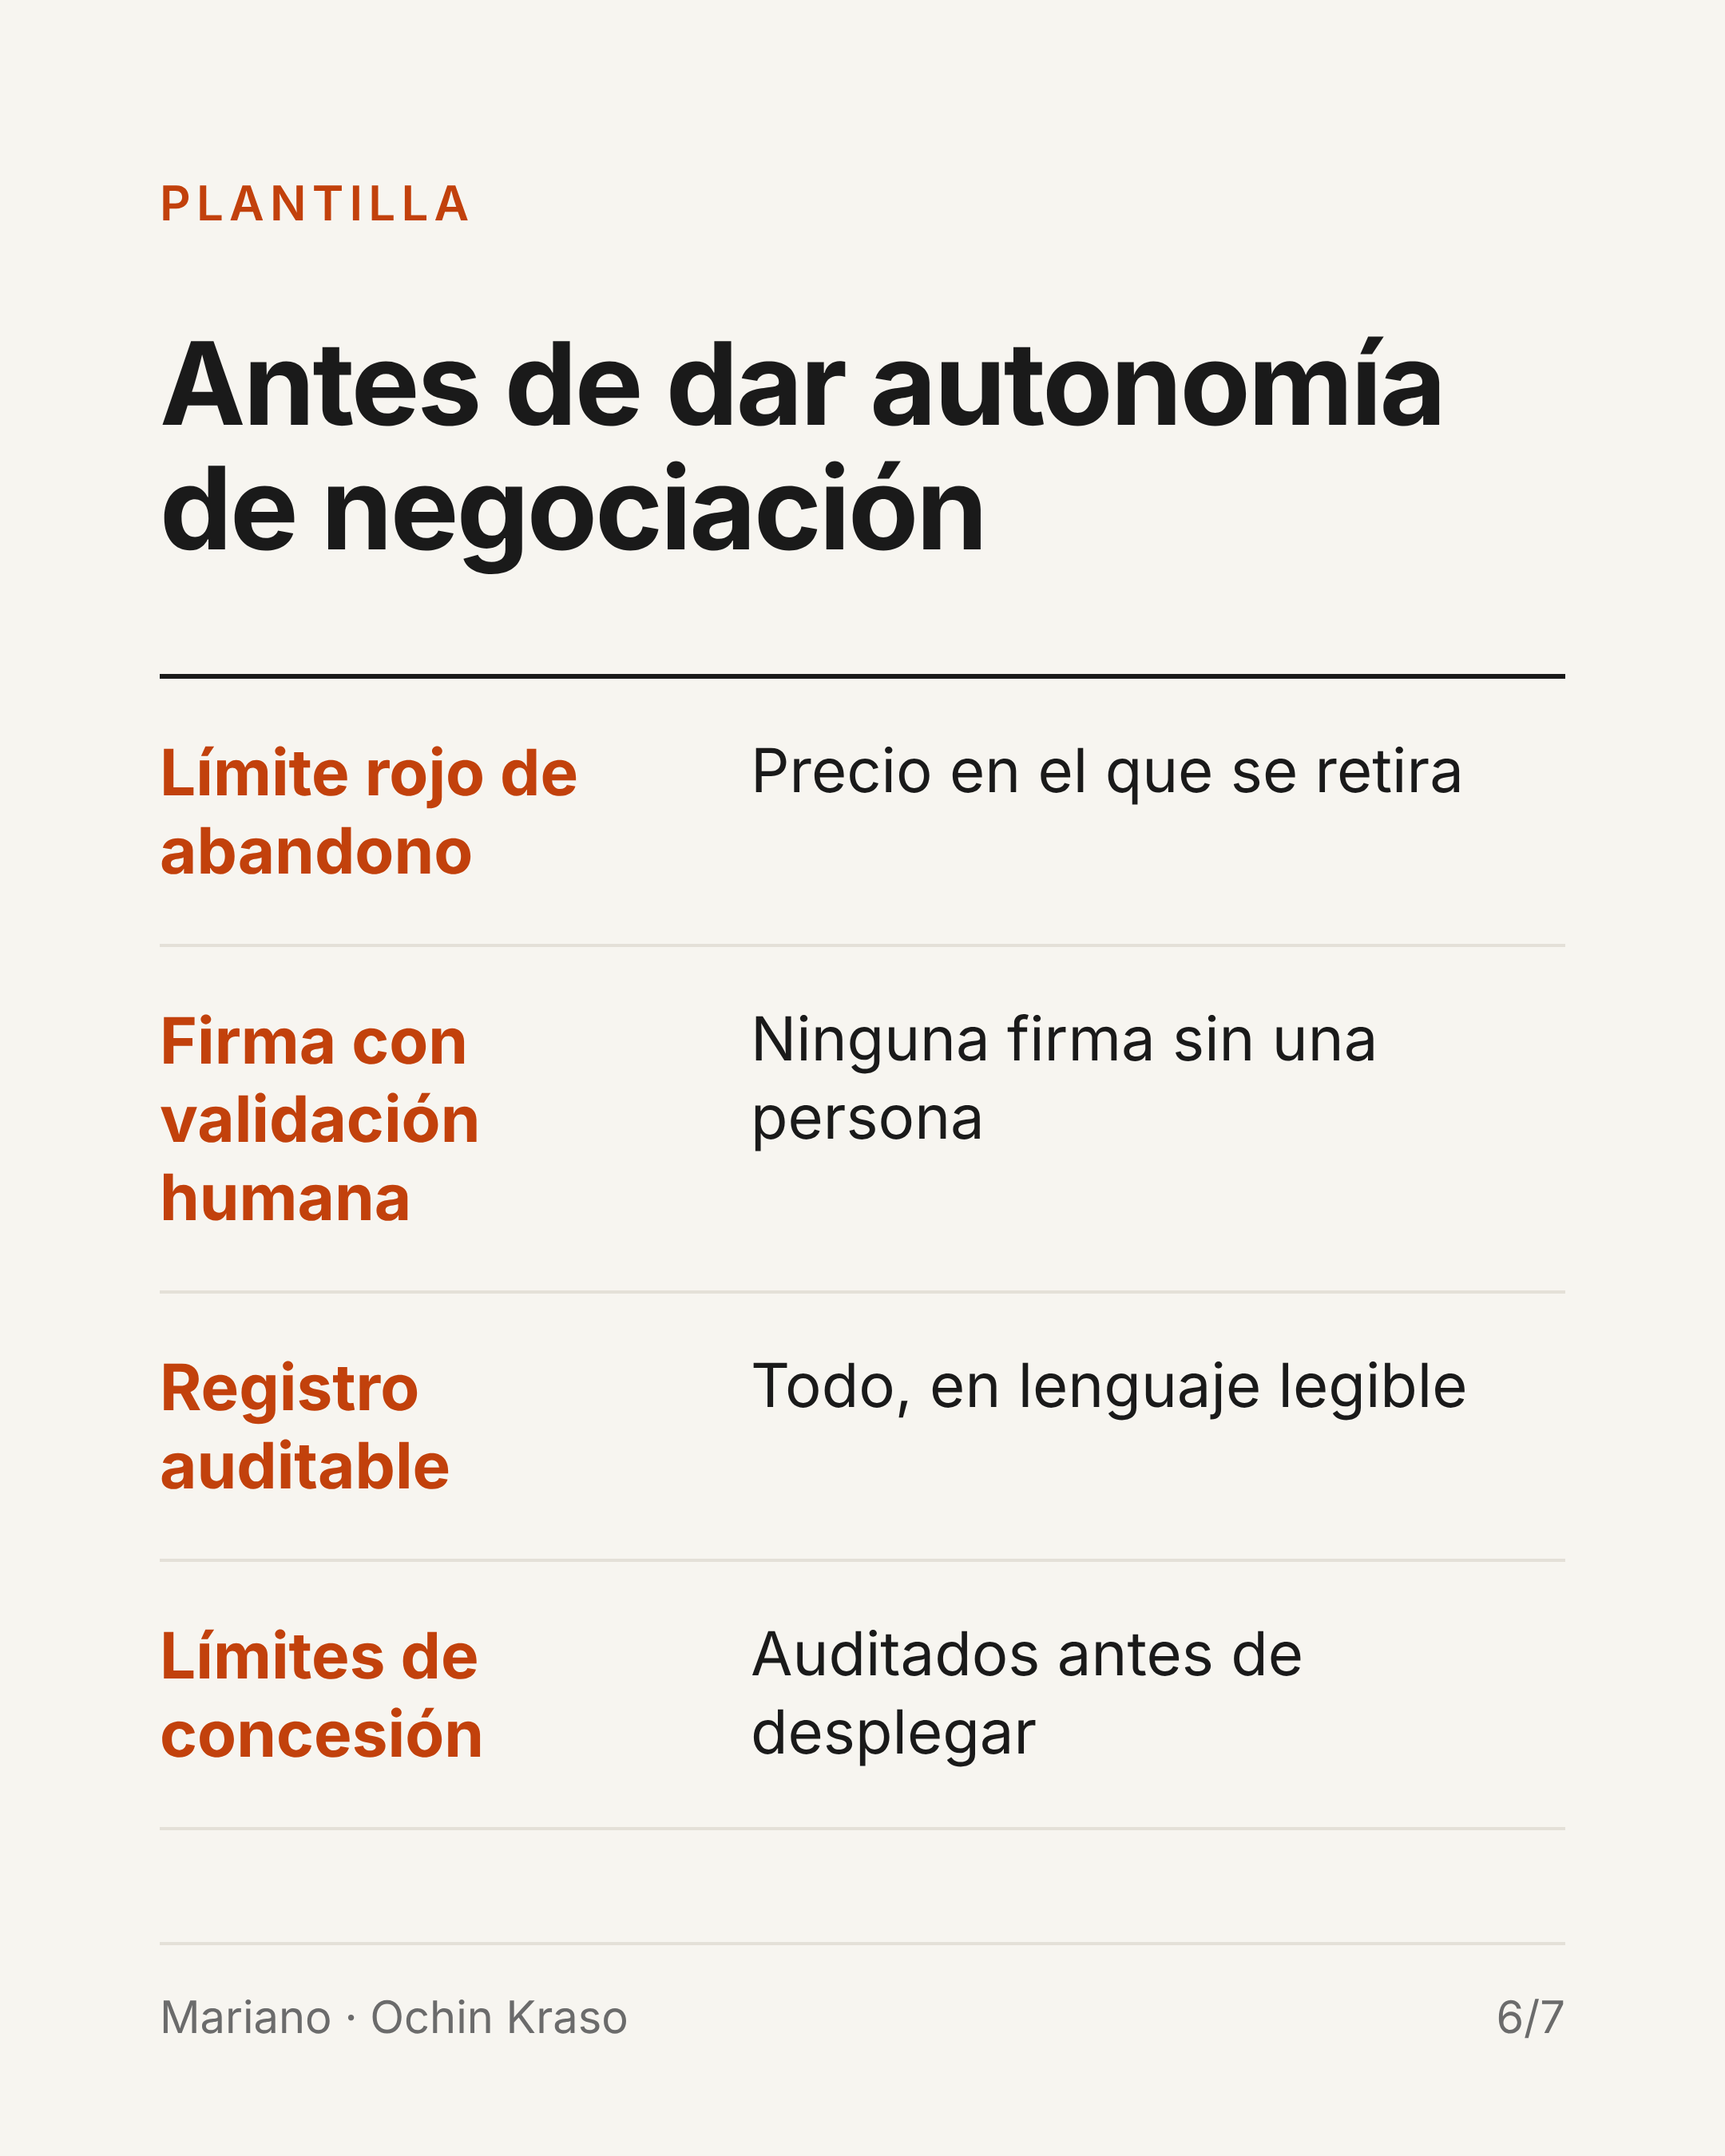 PLANTILLA
Antes de dar autonomía
de negociación
Límite rojo de
abandono
Precio en el que se retira
Firma con
validación
humana
Ninguna firma sin una
persona
Registro
auditable
Todo, en lenguaje legible
Límites de
concesión
Auditados antes de
desplegar
Mariano · Ochin Kraso
6/7